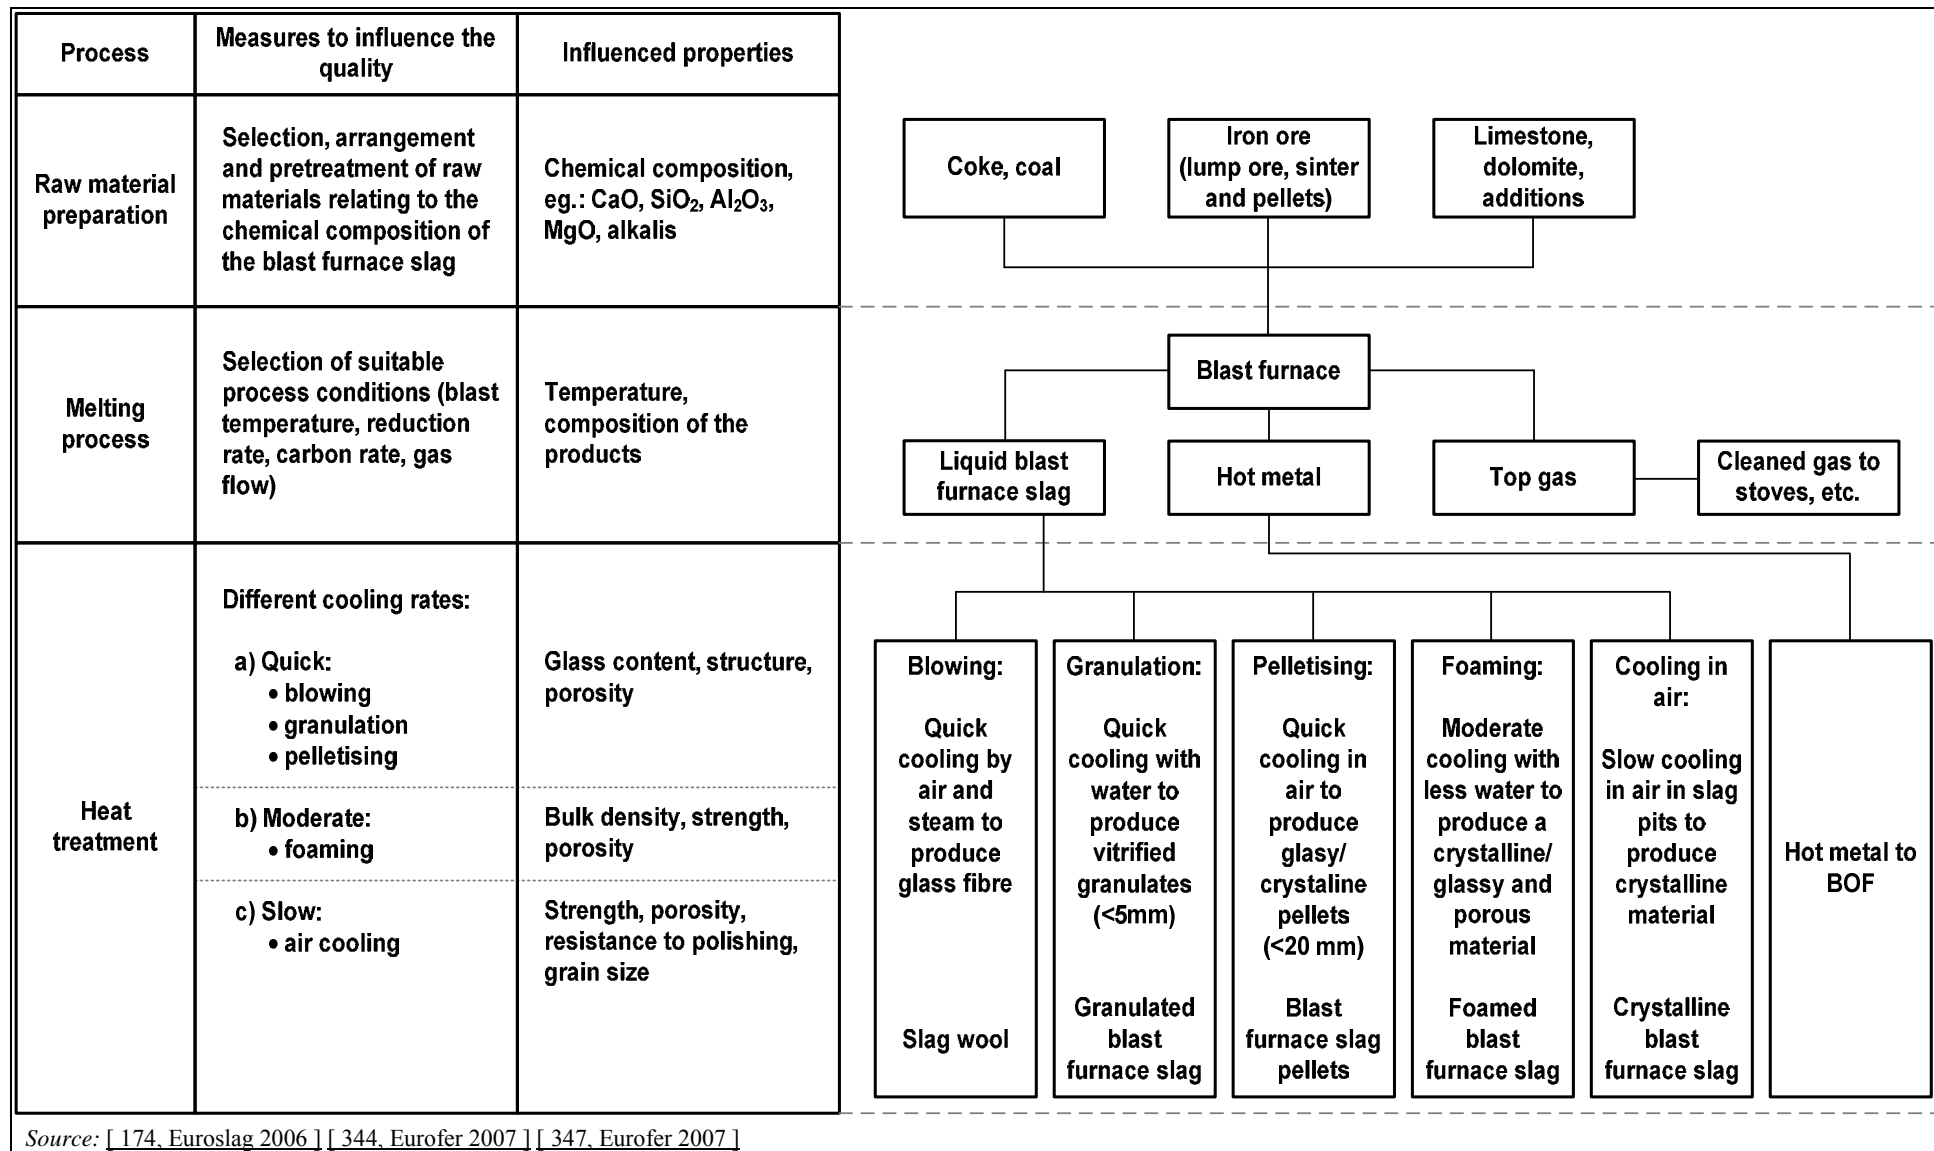 Process
Measures to influence the
quality
Influenced properties
Raw material
preparation
Selection, arrangement
and pretreatment of raw
materials relating to the
chemical composition of
the blast furnace slag
Chemical composition,
eg.: CaO, SiO₂, Al₂O₃,
MgO, alkalis
Coke, coal
Iron ore
(lump ore, sinter
and pellets)
Limestone,
dolomite,
additions
Melting
process
Selection of suitable
process conditions (blast
temperature, reduction
rate, carbon rate, gas
flow)
Temperature,
composition of the
products
Blast furnace
Liquid blast
furnace slag
Hot metal
Top gas
Cleaned gas to
stoves, etc.
Heat
treatment
Different cooling rates:
a) Quick:
• blowing
• granulation
• pelletising
Glass content, structure,
porosity
b) Moderate:
• foaming
Bulk density, strength,
porosity
c) Slow:
• air cooling
Strength, porosity,
resistance to polishing,
grain size
Blowing:
Quick
cooling by
air and
steam to
produce
glass fibre
Slag wool
Granulation:
Quick
cooling with
water to
produce
vitrified
granulates
(<5mm)
Granulated
blast
furnace slag
Pelletising:
Quick
cooling in
air to
produce
glasy/
crystaline
pellets
(<20 mm)
Blast
furnace slag
pellets
Foaming:
Moderate
cooling with
less water to
produce a
crystalline/
glassy and
porous
material
Foamed
blast
furnace slag
Cooling in
air:
Slow cooling
in air in slag
pits to
produce
crystalline
material
Crystalline
blast
furnace slag
Hot metal to
BOF
Source: [ 174, Euroslag 2006 ] [ 344, Eurofer 2007 ] [ 347, Eurofer 2007 ]